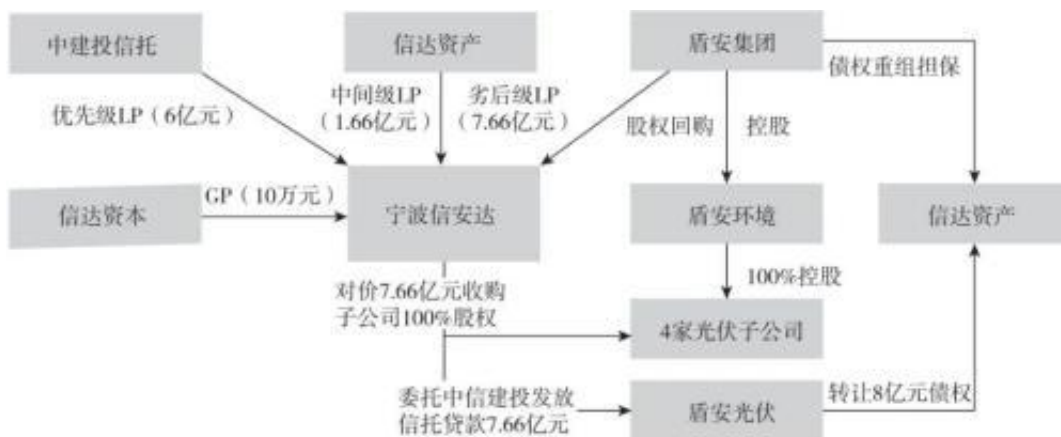 中建投信托
信达资产
盾安集团
债权重组担保
优先级LP（6亿元）
中间级LP
（1.66亿元）
劣后级LP
（7.66亿元）
股权回购
控股
信达资本
GP（10万元）
宁波信安达
盾安环境
信达资产
对价7.66亿元收购
子公司100%股权
100%控股
4家光伏子公司
委托中信建投发放
信托贷款7.66亿元
盾安光伏
转让8亿元债权